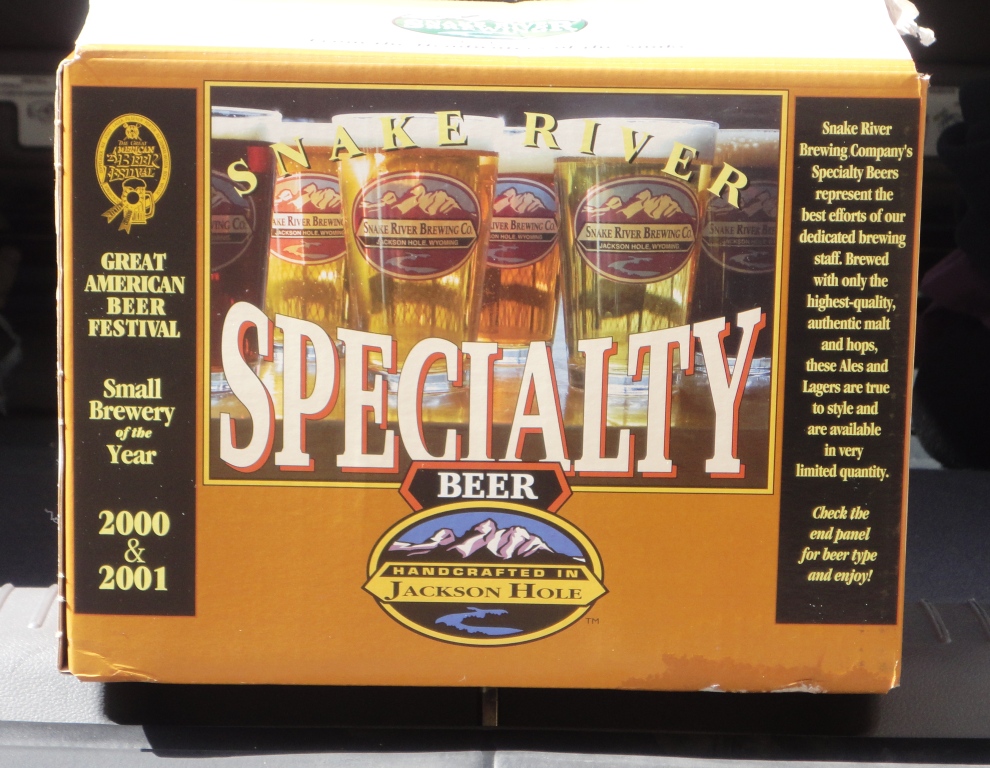 SNAKE RIVER
THE GREAT
AMERICAN
BEER
FESTIVAL
GREAT
AMERICAN
BEER
FESTIVAL
Small
Brewery
of the
Year
2000
&
2001
SNAKE RIVER
SNAKE RIVER BREWING CO.
JACKSON HOLE, WYOMING
SNAKE RIVER BREWING CO.
JACKSON HOLE, WYOMING
SPECIALTY
BEER
HANDCRAFTED IN
JACKSON HOLE
TM
Snake River
Brewing Company's
Specialty Beers
represent the
best efforts of our
dedicated brewing
staff. Brewed
with only the
highest-quality,
authentic malt
and hops,
these Ales and
Lagers are true
to style and
are available
in very
limited quantity.
Check the
end panel
for beer type
and enjoy!